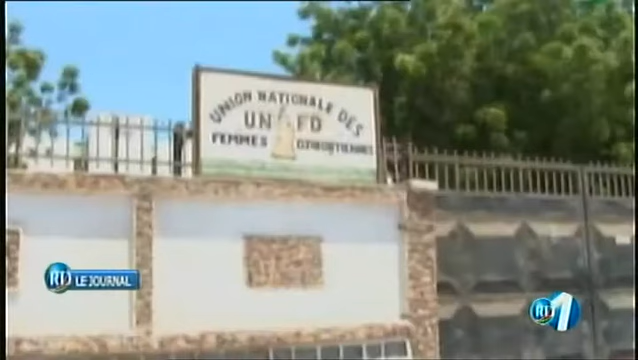 UNION NATIONALE DES
UNFD
FEMMES DJIBOUTIENNES
RTD LE JOURNAL
RTD 1